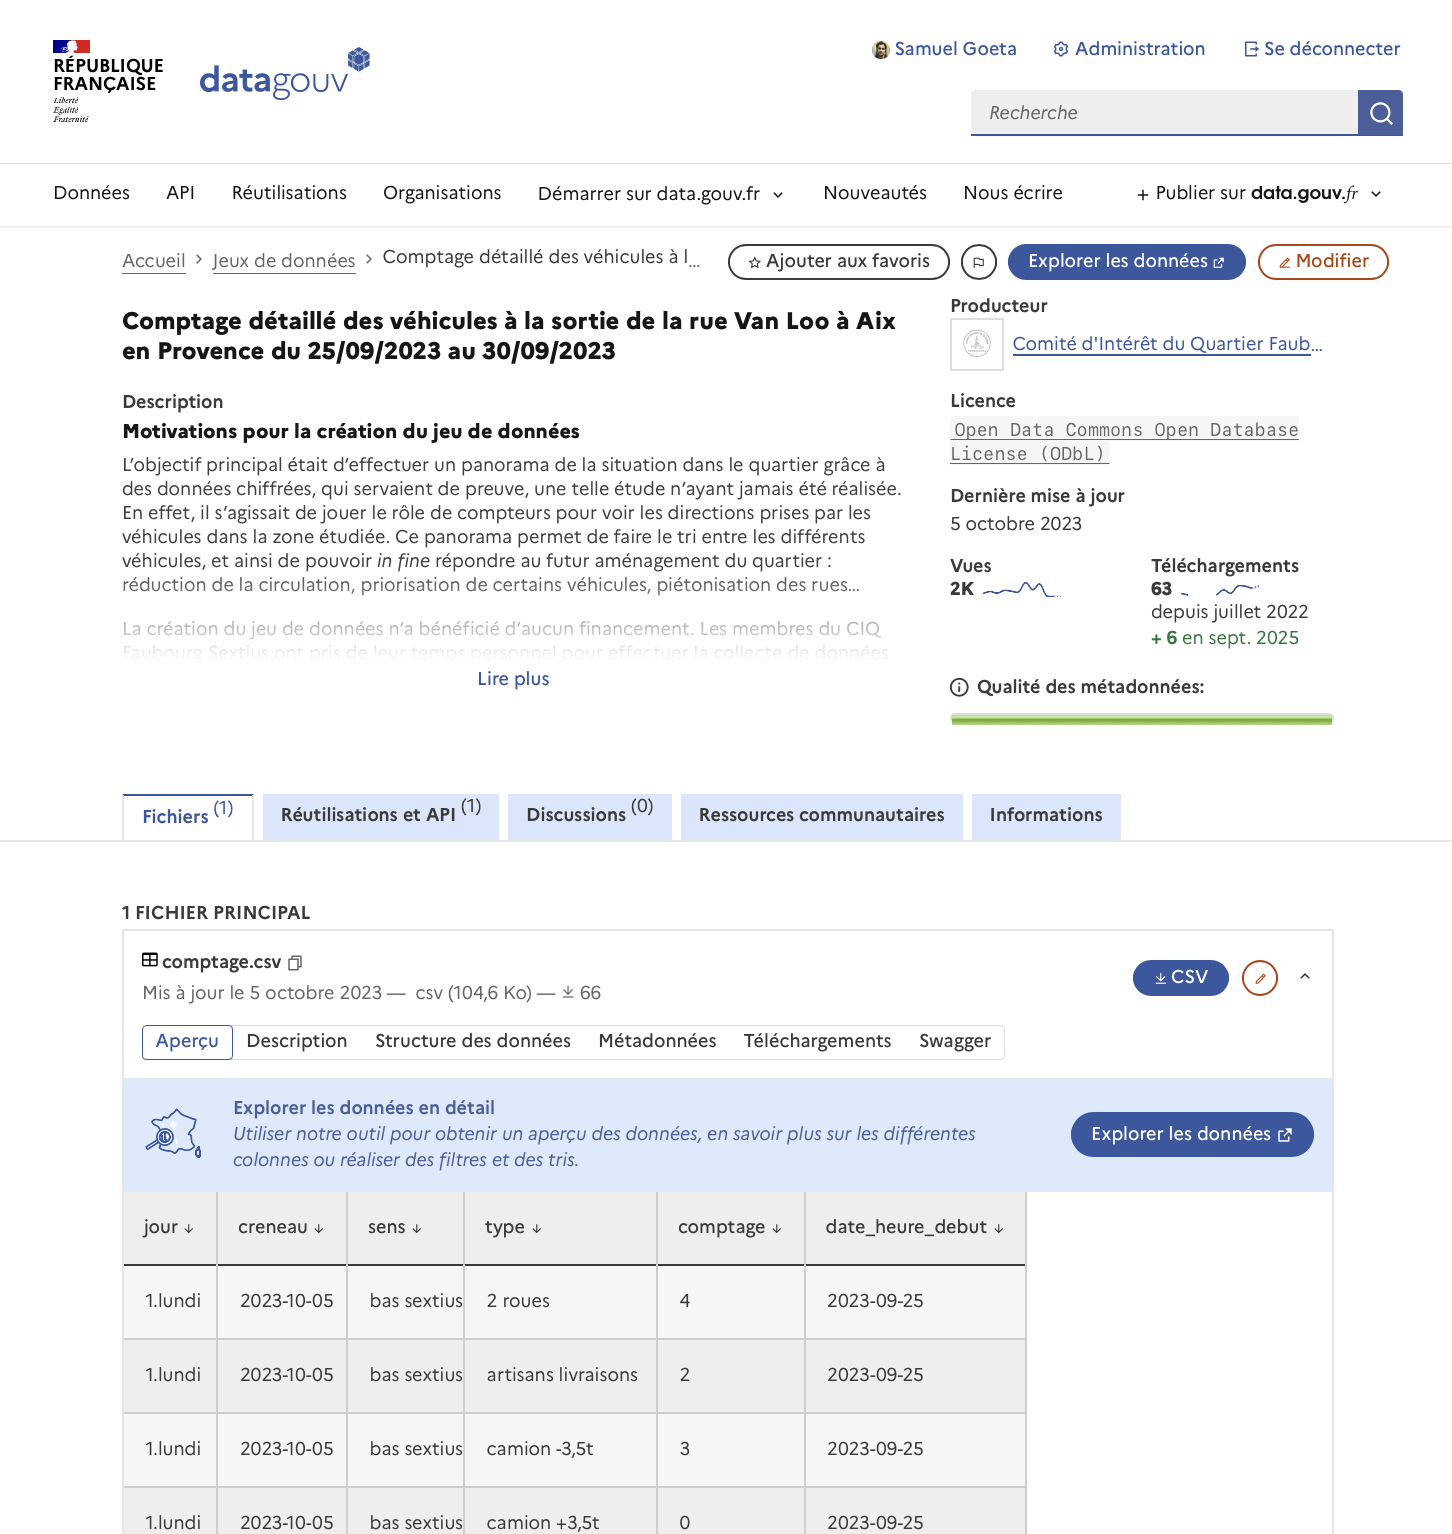 RÉPUBLIQUE
FRANÇAISE
Liberté
Égalité
Fraternité
datagouv
Samuel Goeta
Administration
Se déconnecter
Recherche
Données
API
Réutilisations
Organisations
Démarrer sur data.gouv.fr
Nouveautés
Nous écrire
+ Publier sur data.gouv.fr
Accueil > Jeux de données > Comptage détaillé des véhicules à l...
Ajouter aux favoris
Explorer les données
Modifier
Comptage détaillé des véhicules à la sortie de la rue Van Loo à Aix
en Provence du 25/09/2023 au 30/09/2023
Description
Motivations pour la création du jeu de données
L’objectif principal était d’effectuer un panorama de la situation dans le quartier grâce à
des données chiffrées, qui servaient de preuve, une telle étude n’ayant jamais été réalisée.
En effet, il s’agissait de jouer le rôle de compteurs pour voir les directions prises par les
véhicules dans la zone étudiée. Ce panorama permet de faire le tri entre les différents
véhicules, et ainsi de pouvoir in fine répondre au futur aménagement du quartier :
réduction de la circulation, priorisation de certains véhicules, piétonisation des rues…
La création du jeu de données n’a bénéficié d’aucun financement. Les membres du CIQ
Faubourg Sextius ont pris de leur temps personnel pour effectuer la collecte de données
Lire plus
Producteur
Comité d'Intérêt du Quartier Faub...
Licence
Open Data Commons Open Database
License (ODbL)
Dernière mise à jour
5 octobre 2023
Vues
2K
Téléchargements
63
depuis juillet 2022
+ 6 en sept. 2025
Qualité des métadonnées:
Fichiers (1)
Réutilisations et API (1)
Discussions (0)
Ressources communautaires
Informations
1 FICHIER PRINCIPAL
comptage.csv
Mis à jour le 5 octobre 2023 — csv (104,6 Ko) — 66
CSV
Aperçu
Description
Structure des données
Métadonnées
Téléchargements
Swagger
Explorer les données en détail
Utiliser notre outil pour obtenir un aperçu des données, en savoir plus sur les différentes
colonnes ou réaliser des filtres et des tris.
Explorer les données
jour ↓ creneau ↓ sens ↓ type ↓ comptage ↓ date_heure_debut ↓
1.lundi 2023-10-05 bas sextius 2 roues 4 2023-09-25
1.lundi 2023-10-05 bas sextius artisans livraisons 2 2023-09-25
1.lundi 2023-10-05 bas sextius camion -3,5t 3 2023-09-25
1.lundi 2023-10-05 bas sextius camion +3,5t 0 2023-09-25